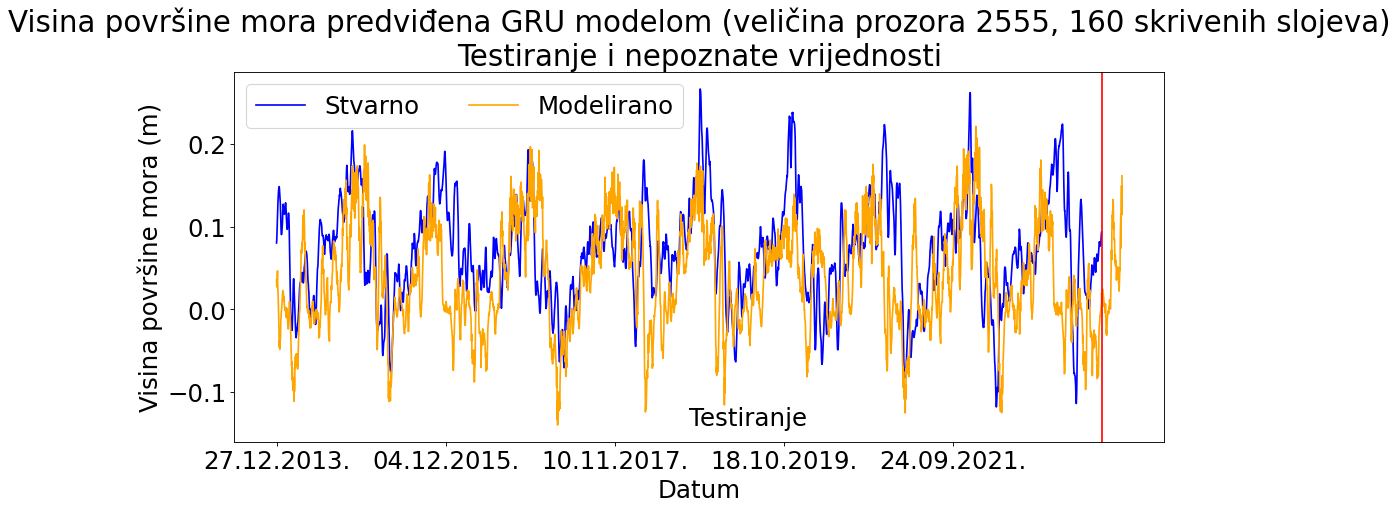 Visina površine mora predviđena GRU modelom (veličina prozora 2555, 160 skrivenih slojeva)
Testiranje i nepoznate vrijednosti
Stvarno Modelirano
Visina površine mora (m)
0.2
0.1
0.0
−0.1
Testiranje
27.12.2013. 04.12.2015. 10.11.2017. 18.10.2019. 24.09.2021.
Datum